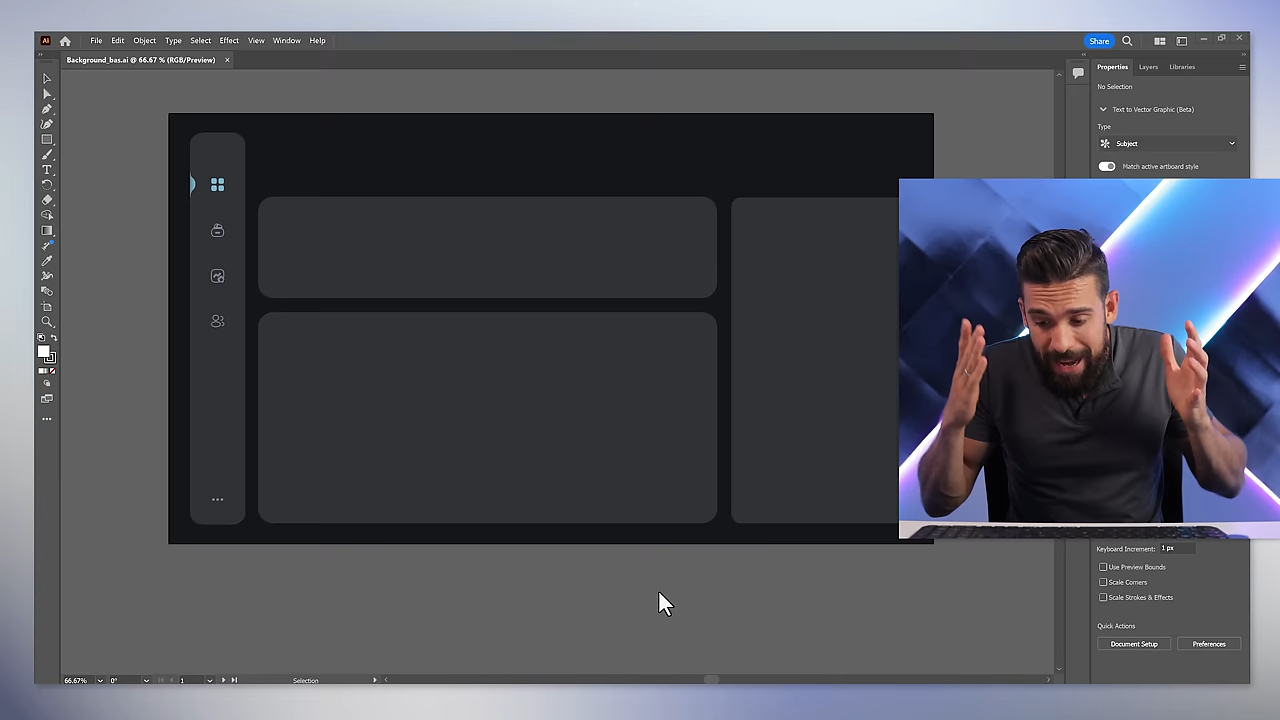 Ai File Edit Object Type Select Effect View Window Help Share
Background_bas.ai @ 66.67 % (RGB/Preview) ×
Properties Layers Libraries
No Selection
Text to Vector Graphic (Beta)
Type
Subject
Match active artboard style
Keyboard Increment: 1 px
Use Preview Bounds
Scale Corners
Scale Strokes & Effects
Quick Actions
Document Setup Preferences
66.67% 0° 1 Selection